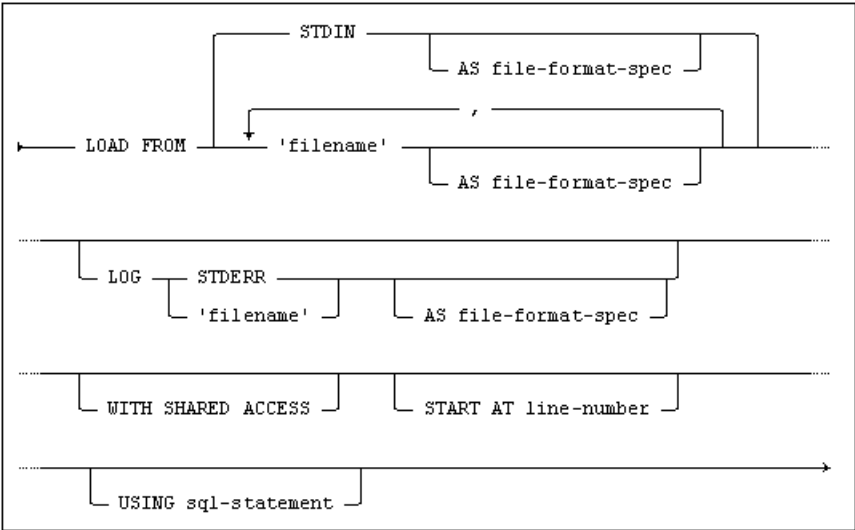 STDIN
AS file-format-spec
,
LOAD FROM 'filename'
AS file-format-spec
LOG STDERR
'filename' AS file-format-spec
WITH SHARED ACCESS START AT line-number
USING sql-statement